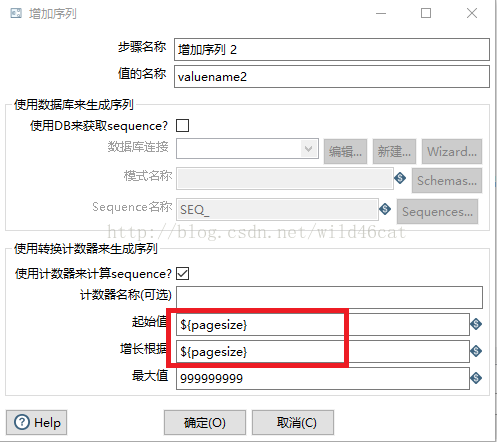 增加序列
步骤名称 增加序列 2
值的名称 valuename2
使用数据库来生成序列
使用DB来获取sequence?
数据库连接 编辑... 新建... Wizard...
模式名称 Schemas...
Sequence名称 SEQ_ Sequences...
http://blog.csdn.net/wild46cat
使用转换计数器来生成序列
使用计数器来计算sequence?
计数器名称(可选)
起始值 ${pagesize}
增长根据 ${pagesize}
最大值 999999999
Help 确定(O) 取消(C)